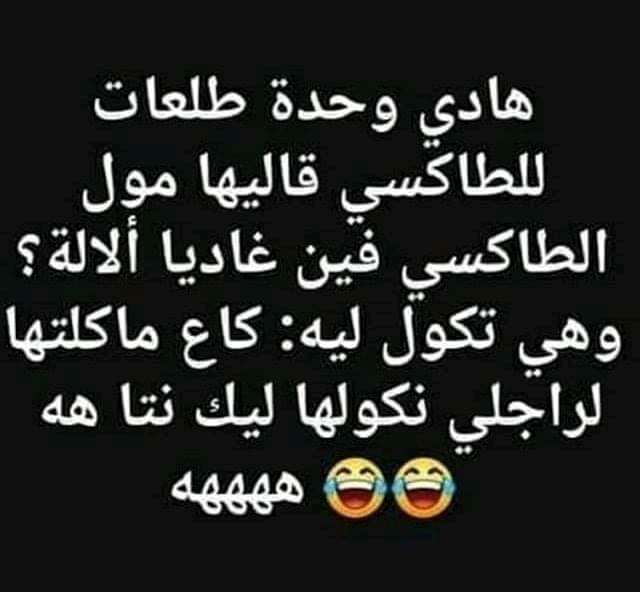 هادي وحدة طلعات
للطاكسي قاليها مول
الطاكسي فين غاديا ألالة؟
وهي تكول ليه: كاع ماكلتها
لراجلي نكولها ليك نتا هه
😂😂 هههههه